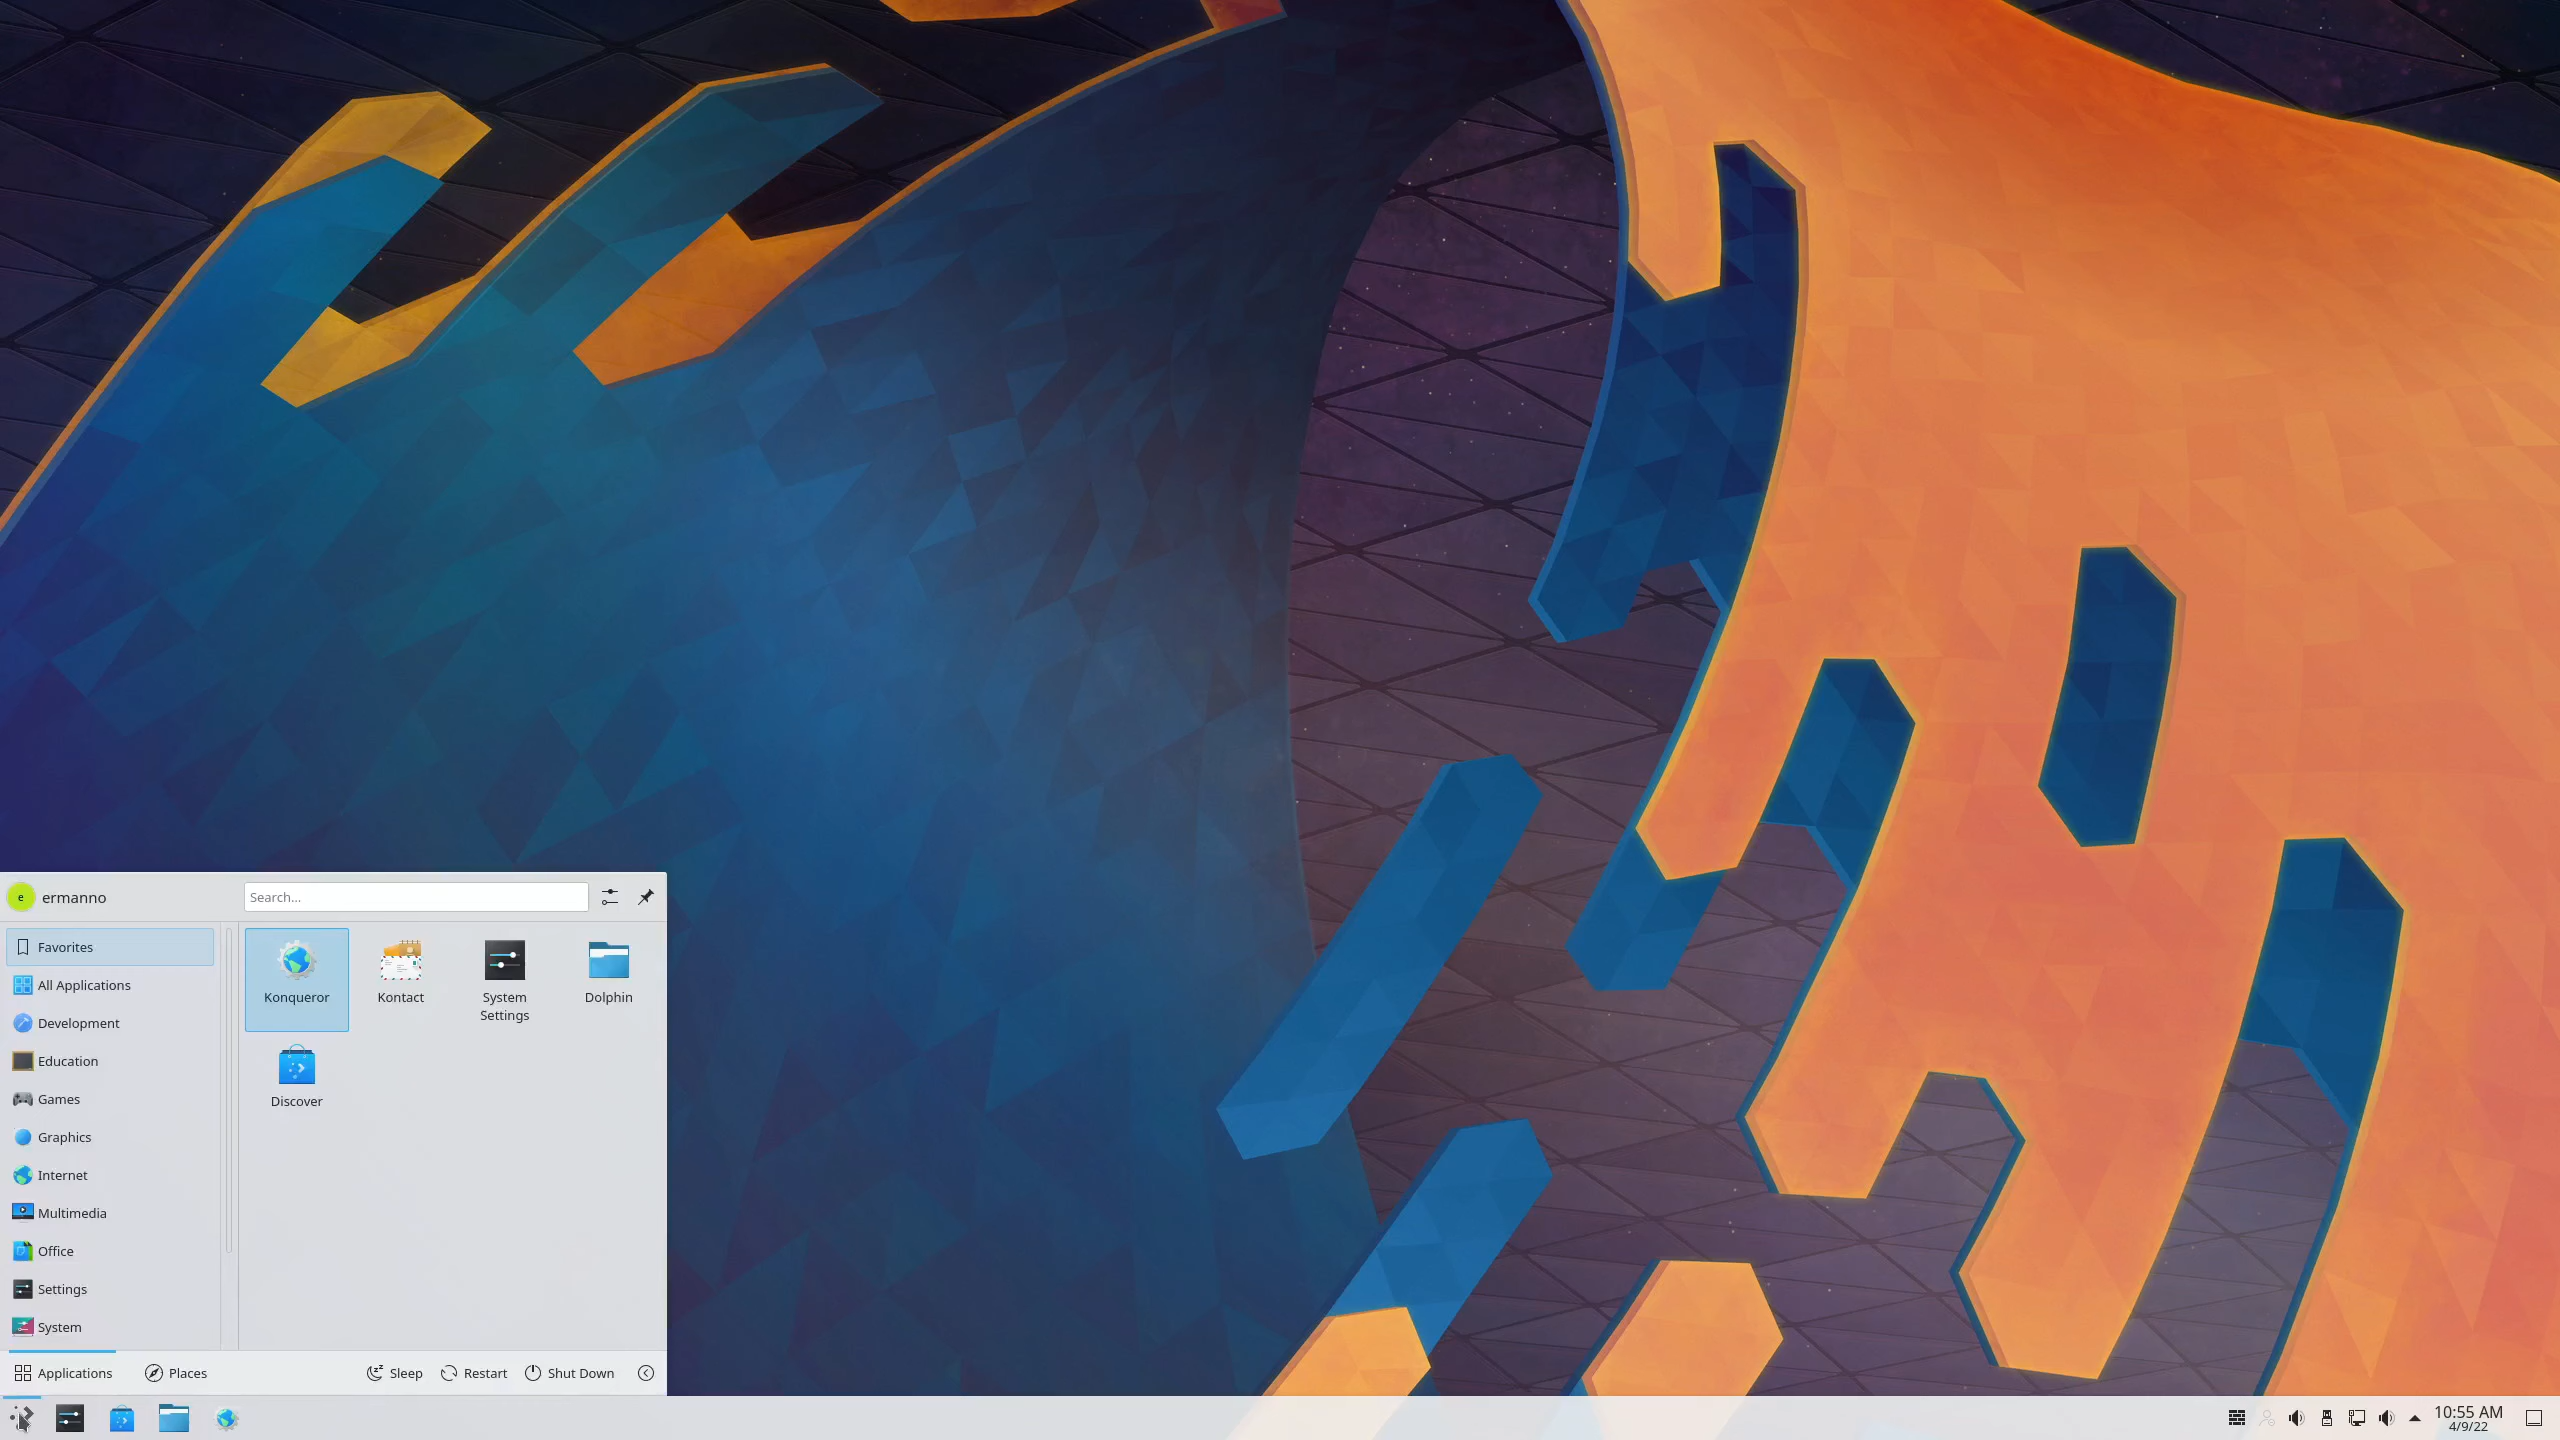 e
ermanno
Search...
Favorites
All Applications
Development
Education
Games
Graphics
Internet
Multimedia
Office
Settings
System
Konqueror
Kontact
System
Settings
Dolphin
Discover
Applications
Places
Sleep
Restart
Shut Down
10:55 AM
4/9/22